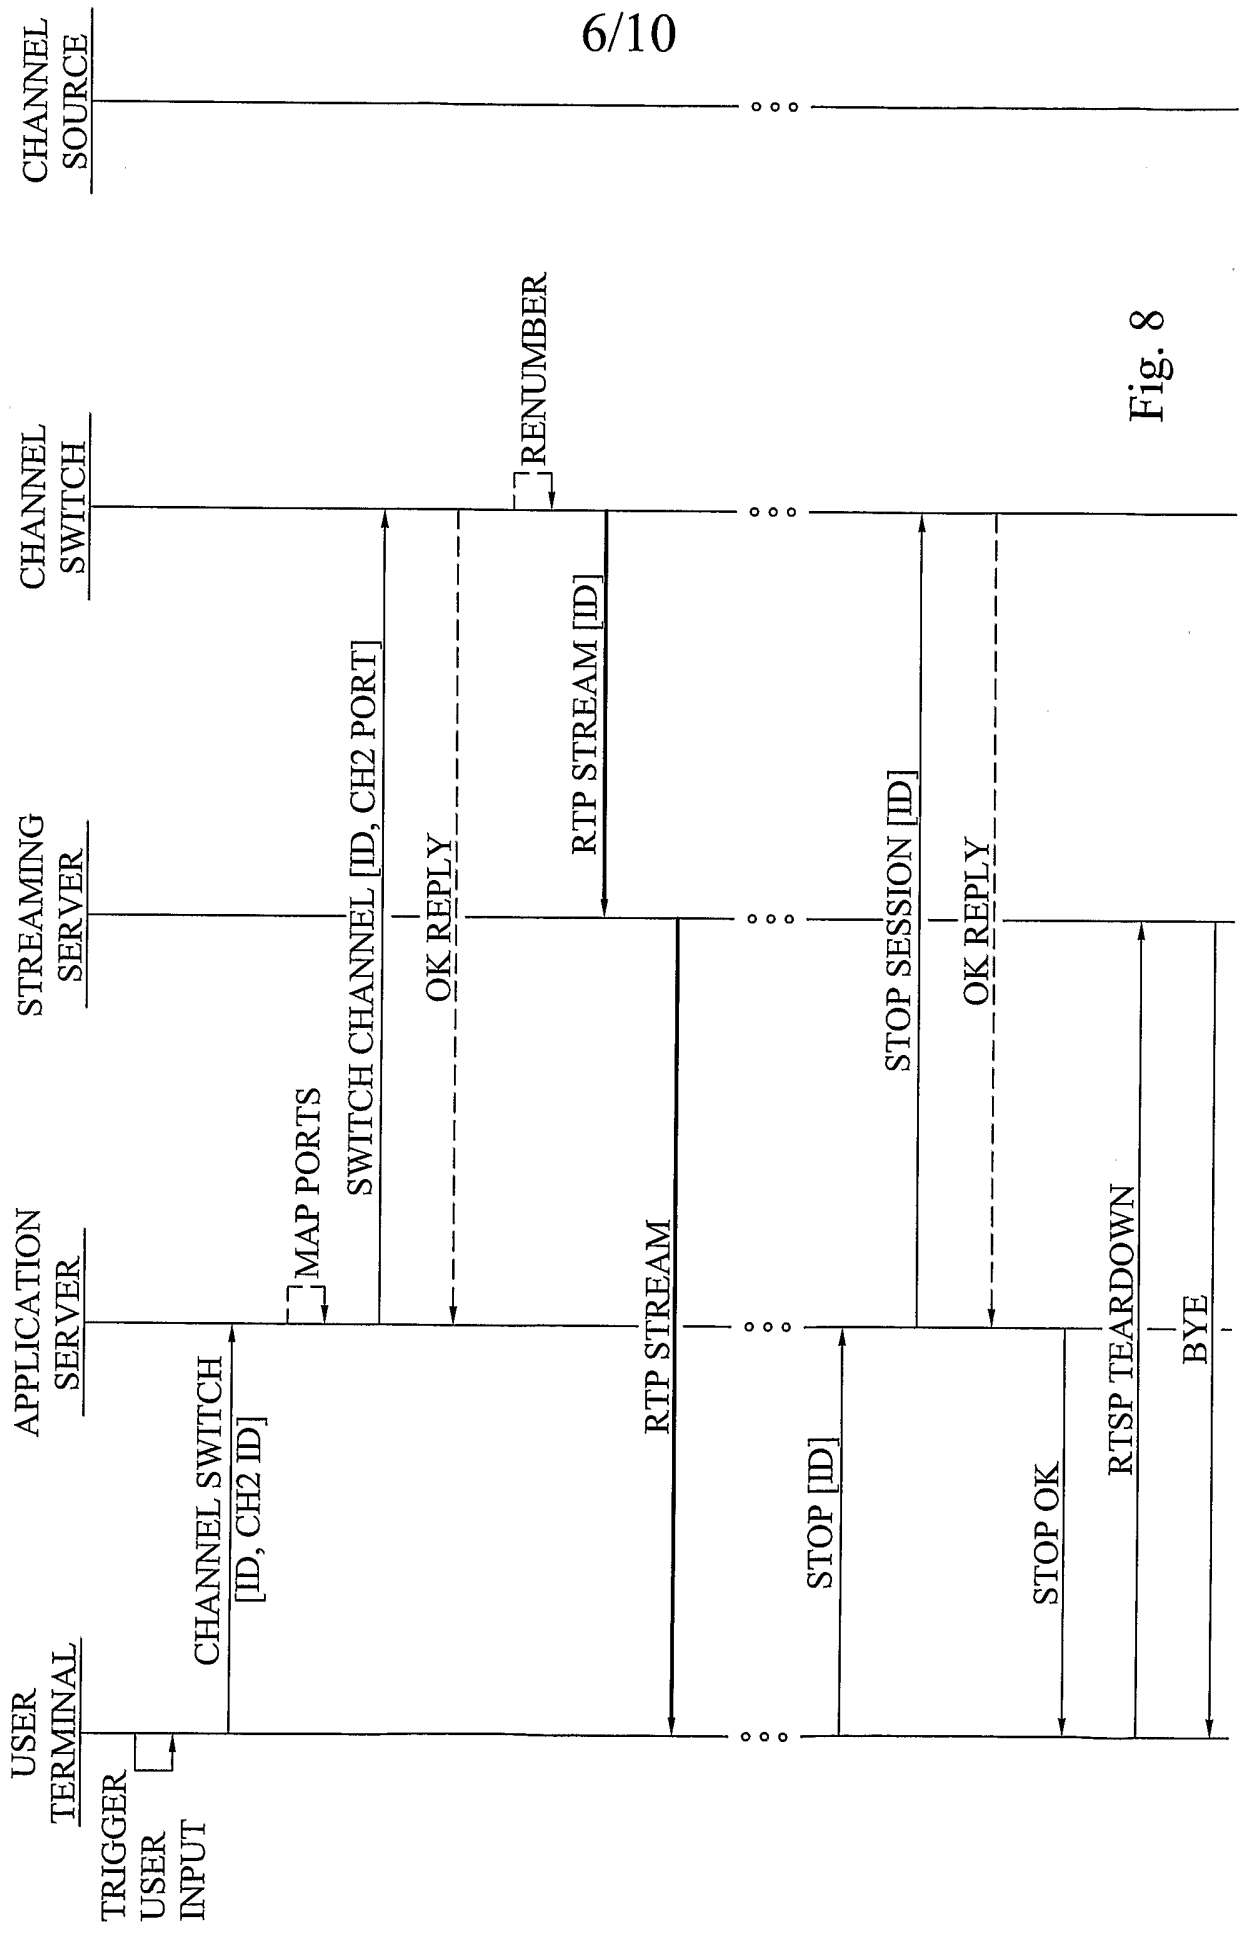 6/10
USER
TERMINAL
APPLICATION
SERVER
STREAMING
SERVER
CHANNEL
SWITCH
CHANNEL
SOURCE
TRIGGER
USER
INPUT
CHANNEL SWITCH
[ID, CH2 ID]
MAP PORTS
SWITCH CHANNEL [ID, CH2 PORT]
OK REPLY
RENUMBER
RTP STREAM [ID]
RTP STREAM
STOP [ID]
STOP SESSION [ID]
OK REPLY
STOP OK
RTSP TEARDOWN
BYE
Fig. 8